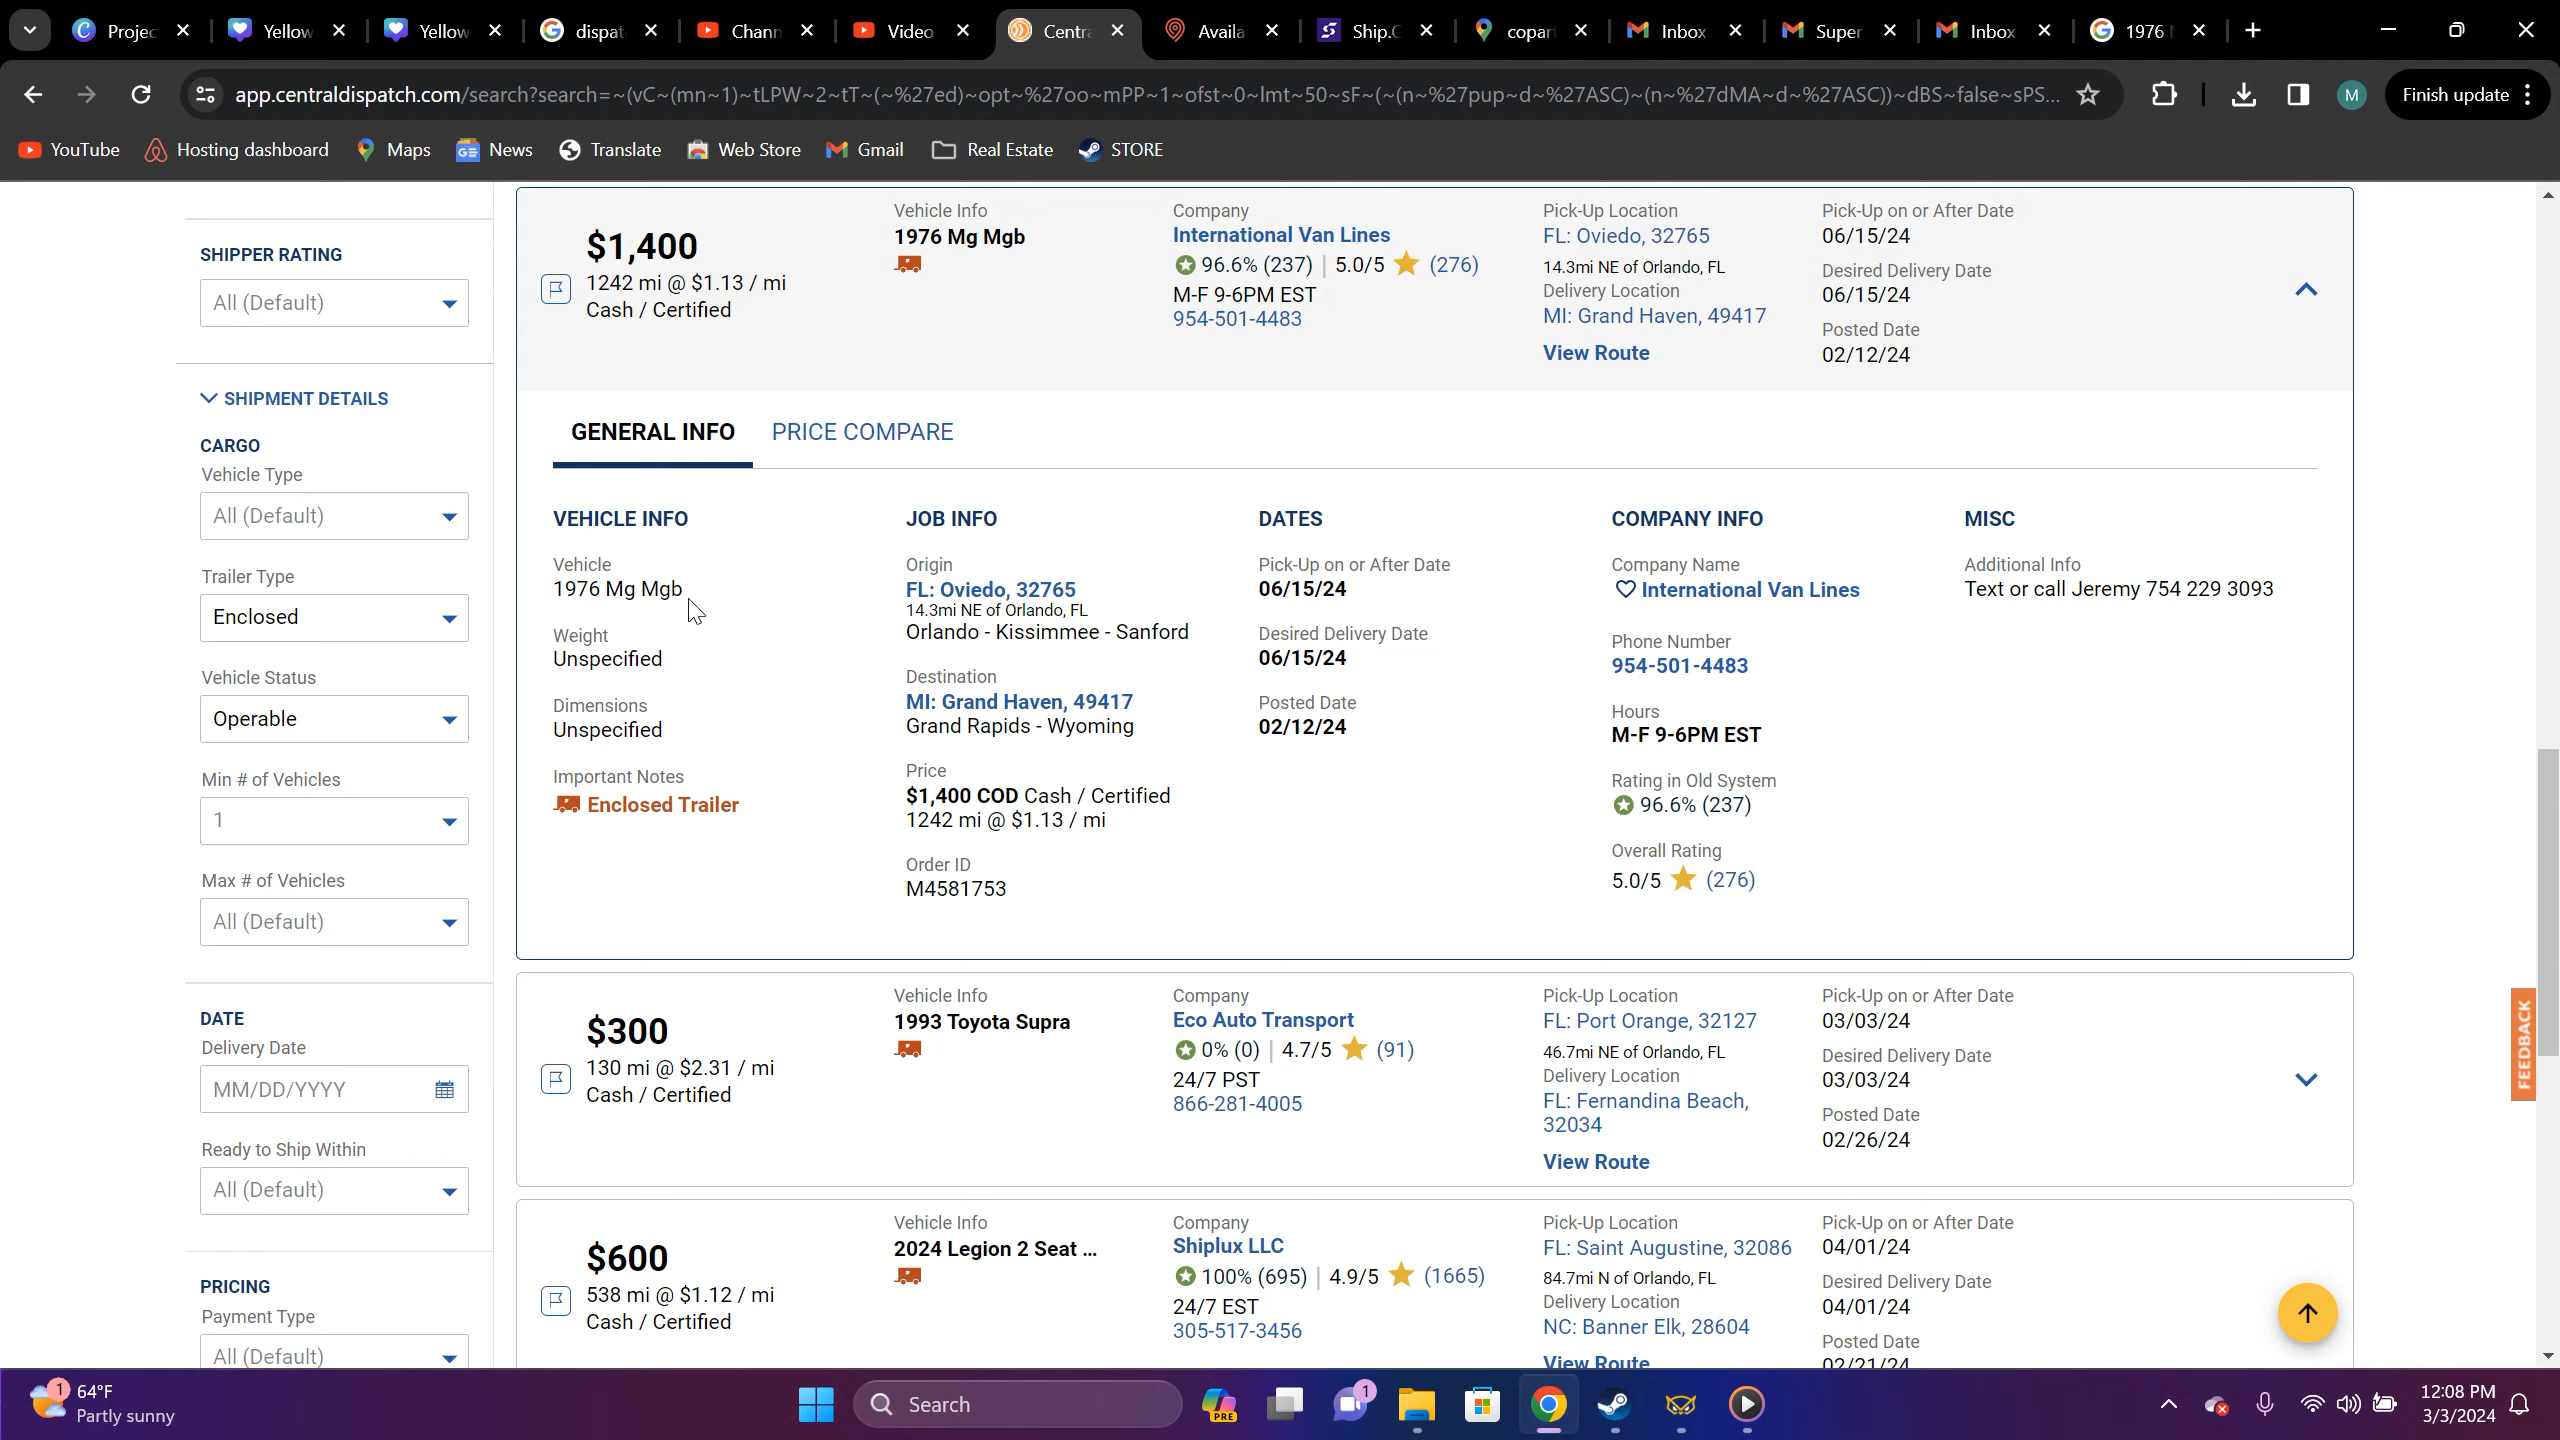 Projec
Yellow
Yellow
dispat
Chann
Video
Centra
Availa
Ship.C
copar
Inbox
Super
Inbox
1976
app.centraldispatch.com/search?search=~(vC~(mn~1)~tLPW~2~tT~(~%27ed)~opt~%27oo~mPP~1~ofst~0~lmt~50~sF~(~(n~%27pup~d~%27ASC)~(n~%27dMA~d~%27ASC))~dBS~false~sPS...
M
Finish update
YouTube
Hosting dashboard
Maps
News
Translate
Web Store
Gmail
Real Estate
STORE
SHIPPER RATING
All (Default)
SHIPMENT DETAILS
CARGO
Vehicle Type
All (Default)
Trailer Type
Enclosed
Vehicle Status
Operable
Min # of Vehicles
1
Max # of Vehicles
All (Default)
DATE
Delivery Date
MM/DD/YYYY
Ready to Ship Within
All (Default)
PRICING
Payment Type
All (Default)
$1,400
1242 mi @ $1.13 / mi
Cash / Certified
Vehicle Info
1976 Mg Mgb
Company
International Van Lines
96.6% (237) | 5.0/5 (276)
M-F 9-6PM EST
954-501-4483
Pick-Up Location
FL: Oviedo, 32765
14.3mi NE of Orlando, FL
Delivery Location
MI: Grand Haven, 49417
View Route
Pick-Up on or After Date
06/15/24
Desired Delivery Date
06/15/24
Posted Date
02/12/24
GENERAL INFO
PRICE COMPARE
VEHICLE INFO
Vehicle
1976 Mg Mgb
Weight
Unspecified
Dimensions
Unspecified
Important Notes
Enclosed Trailer
JOB INFO
Origin
FL: Oviedo, 32765
14.3mi NE of Orlando, FL
Orlando - Kissimmee - Sanford
Destination
MI: Grand Haven, 49417
Grand Rapids - Wyoming
Price
$1,400 COD Cash / Certified
1242 mi @ $1.13 / mi
Order ID
M4581753
DATES
Pick-Up on or After Date
06/15/24
Desired Delivery Date
06/15/24
Posted Date
02/12/24
COMPANY INFO
Company Name
International Van Lines
Phone Number
954-501-4483
Hours
M-F 9-6PM EST
Rating in Old System
96.6% (237)
Overall Rating
5.0/5 (276)
MISC
Additional Info
Text or call Jeremy 754 229 3093
$300
130 mi @ $2.31 / mi
Cash / Certified
Vehicle Info
1993 Toyota Supra
Company
Eco Auto Transport
0% (0) | 4.7/5 (91)
24/7 PST
866-281-4005
Pick-Up Location
FL: Port Orange, 32127
46.7mi NE of Orlando, FL
Delivery Location
FL: Fernandina Beach,
32034
View Route
Pick-Up on or After Date
03/03/24
Desired Delivery Date
03/03/24
Posted Date
02/26/24
$600
538 mi @ $1.12 / mi
Cash / Certified
Vehicle Info
2024 Legion 2 Seat ...
Company
Shiplux LLC
100% (695) | 4.9/5 (1665)
24/7 EST
305-517-3456
Pick-Up Location
FL: Saint Augustine, 32086
84.7mi N of Orlando, FL
Delivery Location
NC: Banner Elk, 28604
View Route
Pick-Up on or After Date
04/01/24
Desired Delivery Date
04/01/24
Posted Date
02/21/24
FEEDBACK
1
64°F
Partly sunny
Search
PRE
1
12:08 PM
3/3/2024